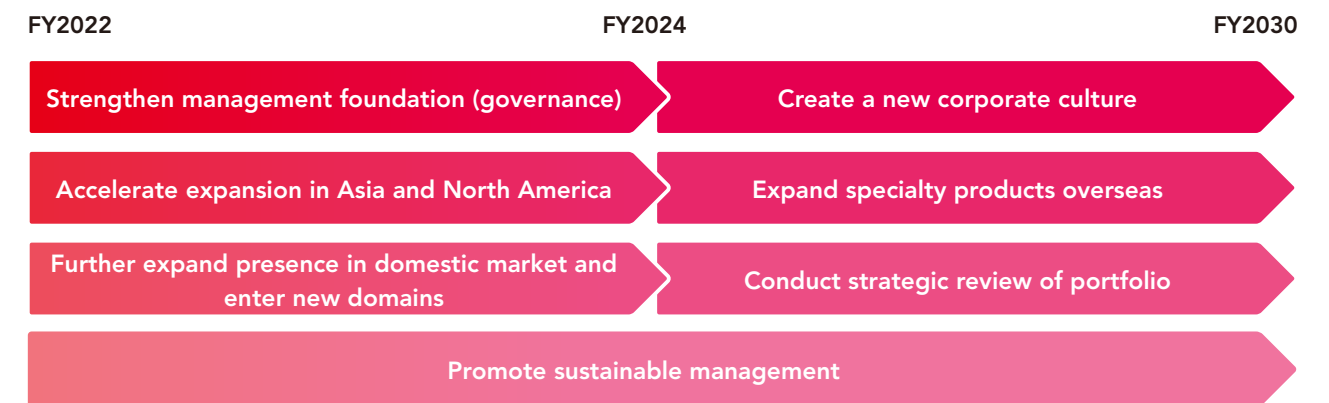 FY2022 FY2024 FY2030
Strengthen management foundation (governance) Create a new corporate culture
Accelerate expansion in Asia and North America Expand specialty products overseas
Further expand presence in domestic market and
enter new domains
Conduct strategic review of portfolio
Promote sustainable management